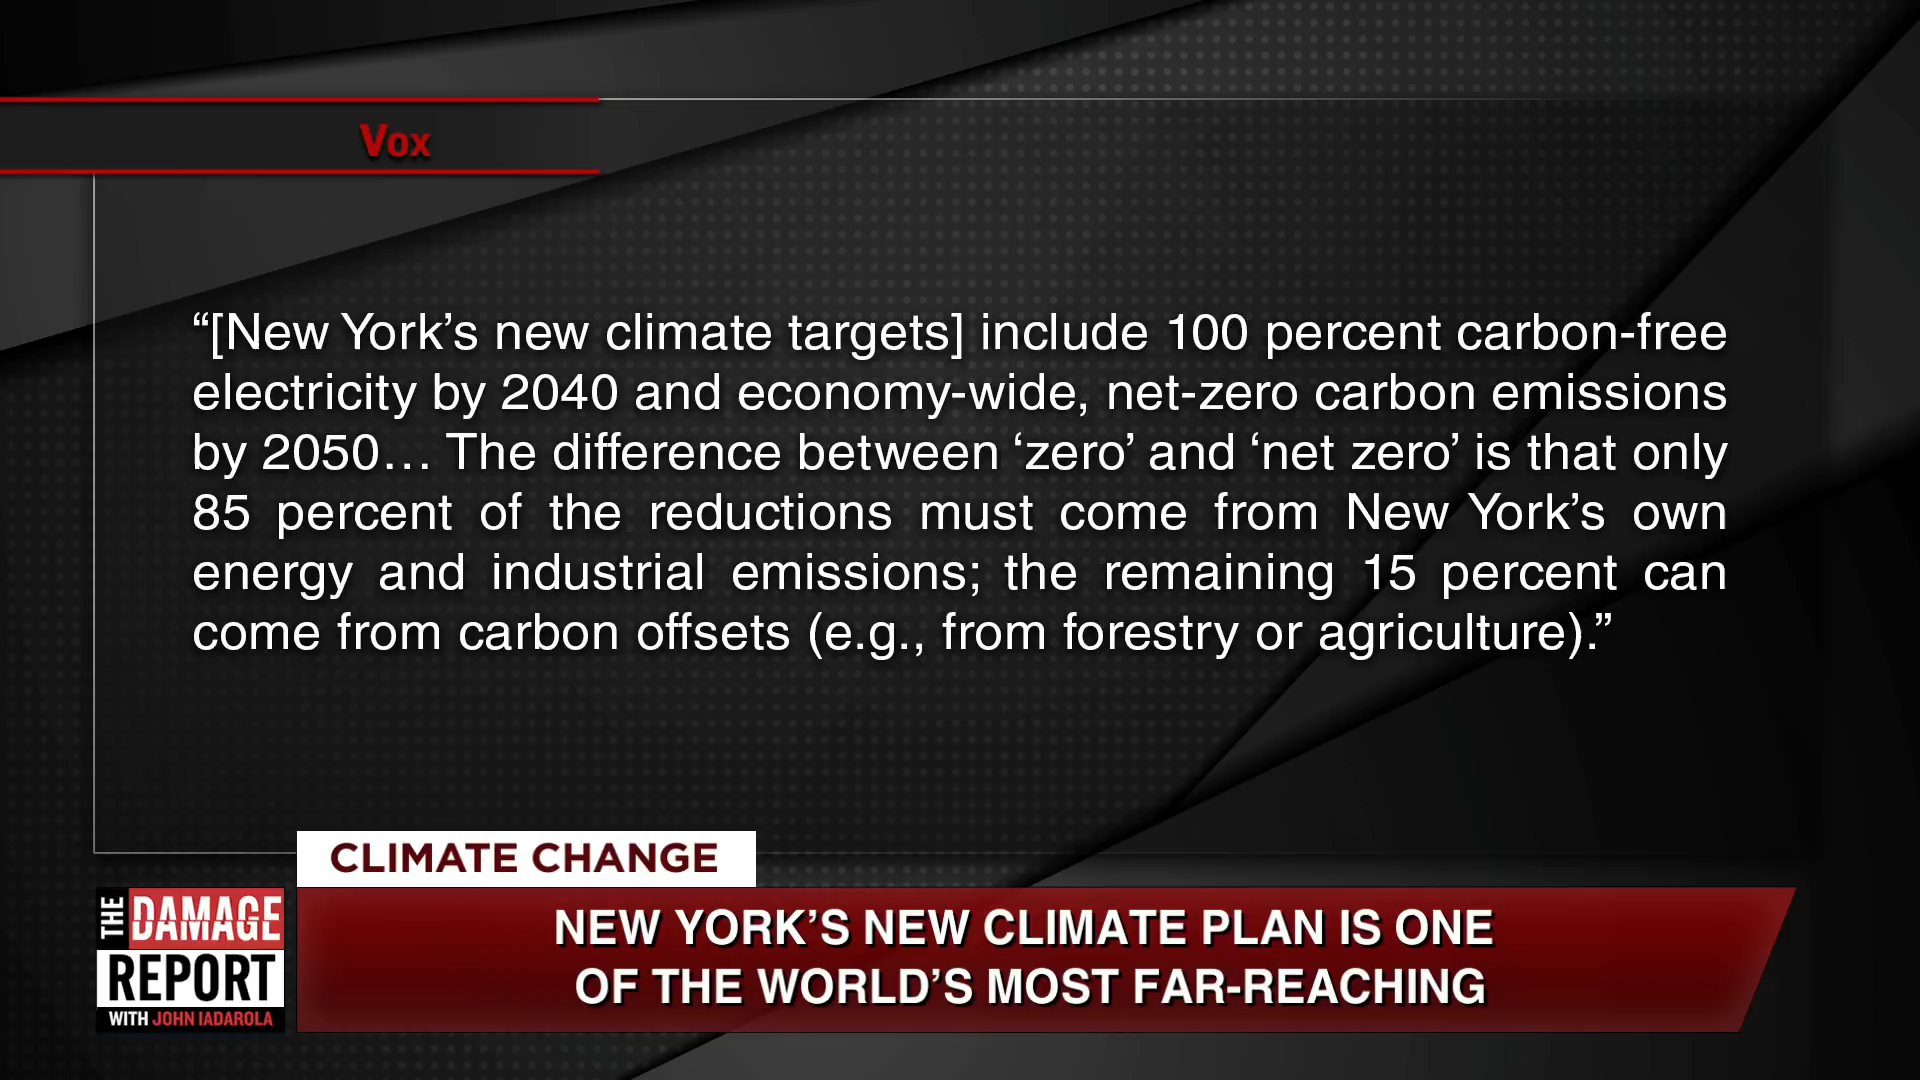 Vox
“[New York’s new climate targets] include 100 percent carbon-free
electricity by 2040 and economy-wide, net-zero carbon emissions
by 2050… The difference between ‘zero’ and ‘net zero’ is that only
85 percent of the reductions must come from New York’s own
energy and industrial emissions; the remaining 15 percent can
come from carbon offsets (e.g., from forestry or agriculture).”
CLIMATE CHANGE
NEW YORK’S NEW CLIMATE PLAN IS ONE
OF THE WORLD’S MOST FAR-REACHING
THE DAMAGE
REPORT
WITH JOHN IADAROLA